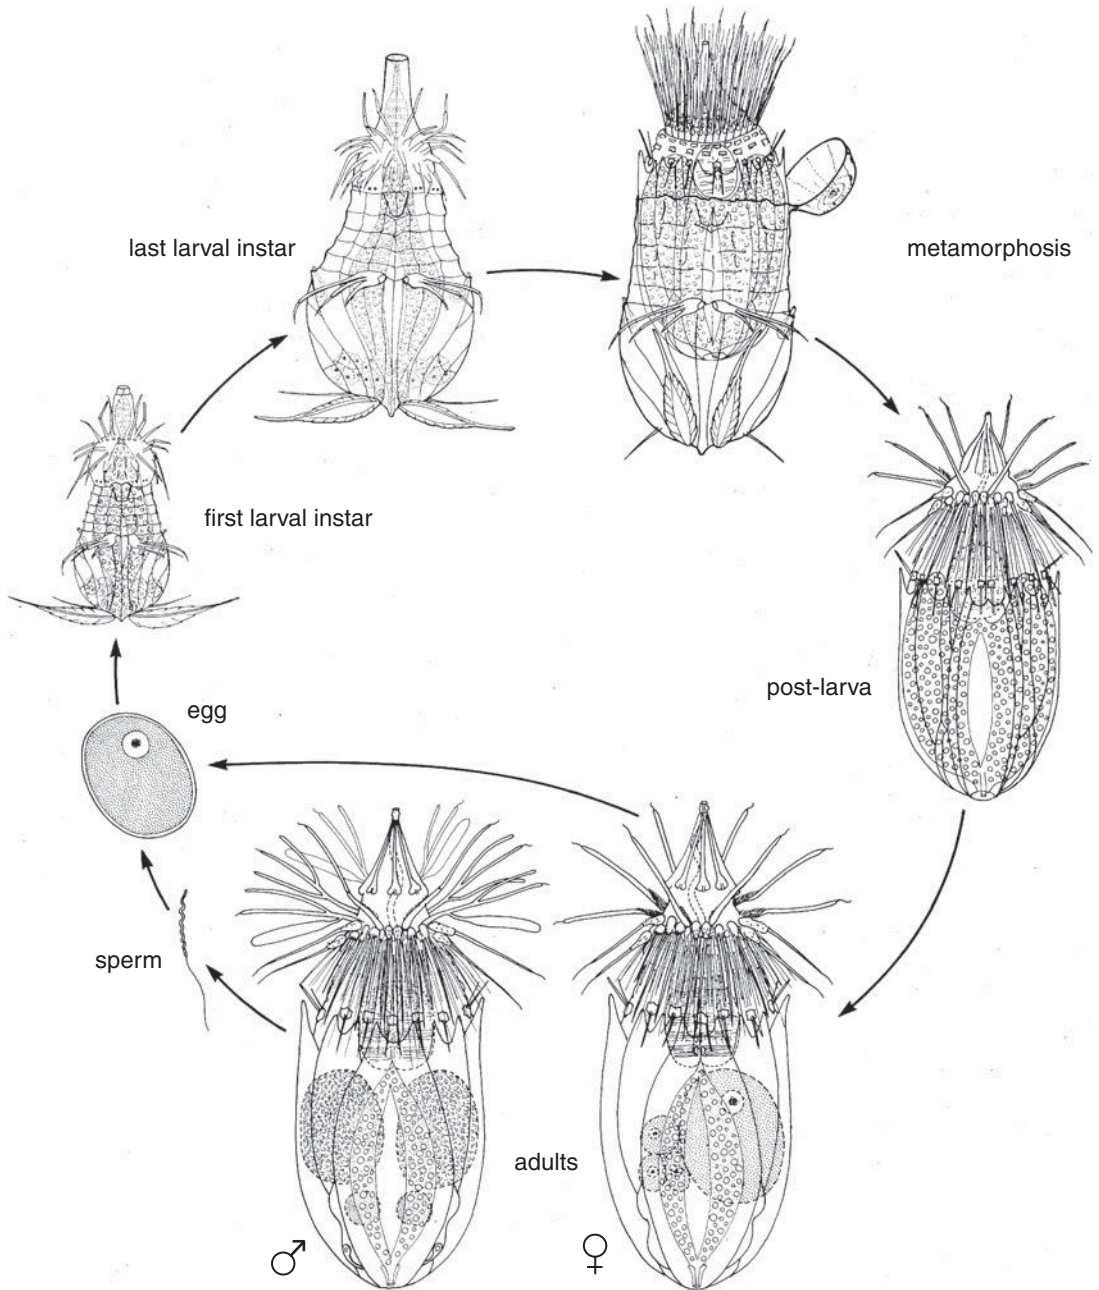 last larval instar
metamorphosis
first larval instar
post-larva
egg
sperm
adults
♂
♀